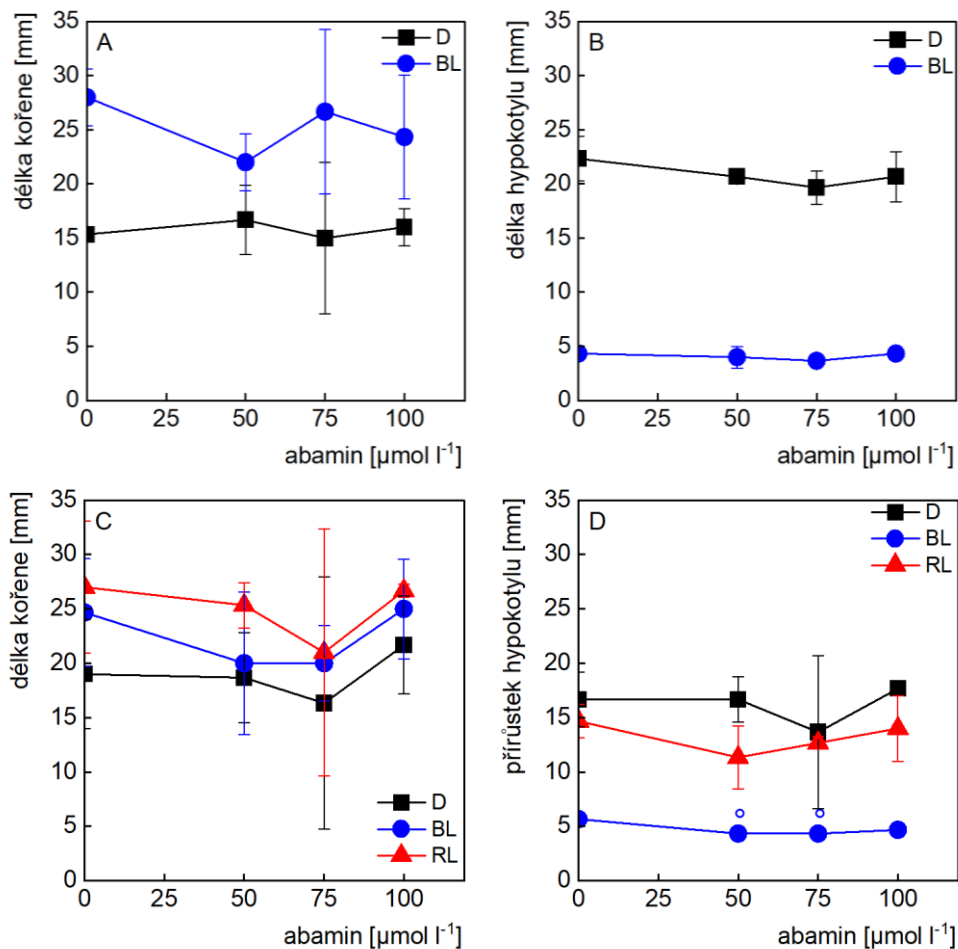 A
D
BL
délka kořene [mm]
35
30
25
20
15
10
5
0
0 25 50 75 100
abamin [µmol l⁻¹]
B
D
BL
délka hypokotylu [mm]
35
30
25
20
15
10
5
0
0 25 50 75 100
abamin [µmol l⁻¹]
C
délka kořene [mm]
35
30
25
20
15
10
5
0
D
BL
RL
0 25 50 75 100
abamin [µmol l⁻¹]
D
D
BL
RL
přírůstek hypokotylu [mm]
35
30
25
20
15
10
5
0
0 25 50 75 100
abamin [µmol l⁻¹]